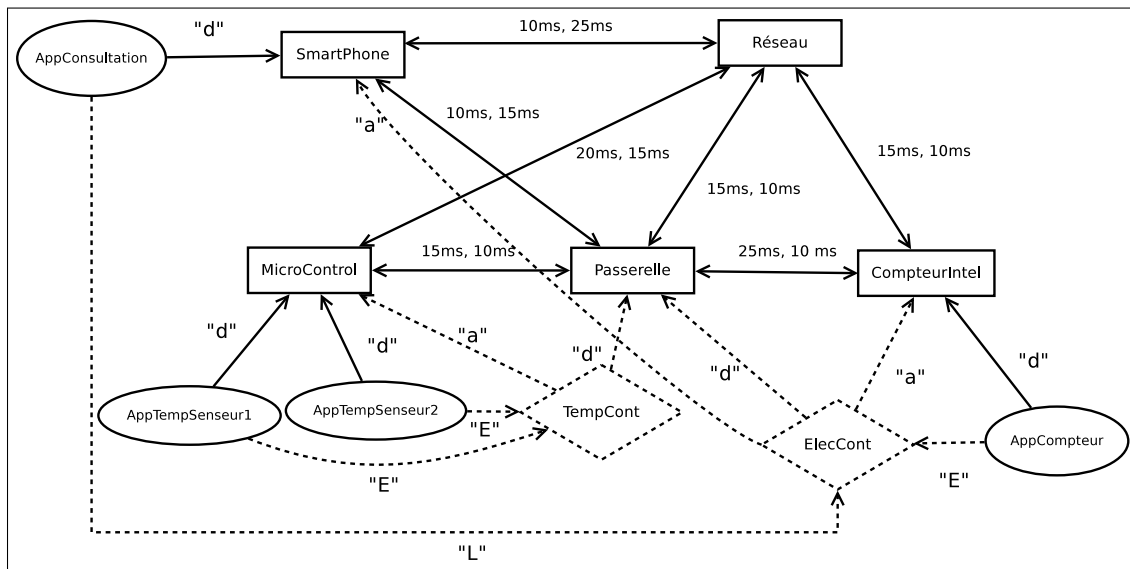 "d"
10ms, 25ms
AppConsultation
SmartPhone
Réseau
"a"
10ms, 15ms
20ms, 15ms
15ms, 10ms
15ms, 10ms
15ms, 10ms
25ms, 10 ms
MicroControl
Passerelle
CompteurIntel
"d"
"d"
"a"
"d"
"d"
"a"
"d"
AppTempSenseur1
AppTempSenseur2
"E"
TempCont
ElecCont
AppCompteur
"E"
"E"
"L"